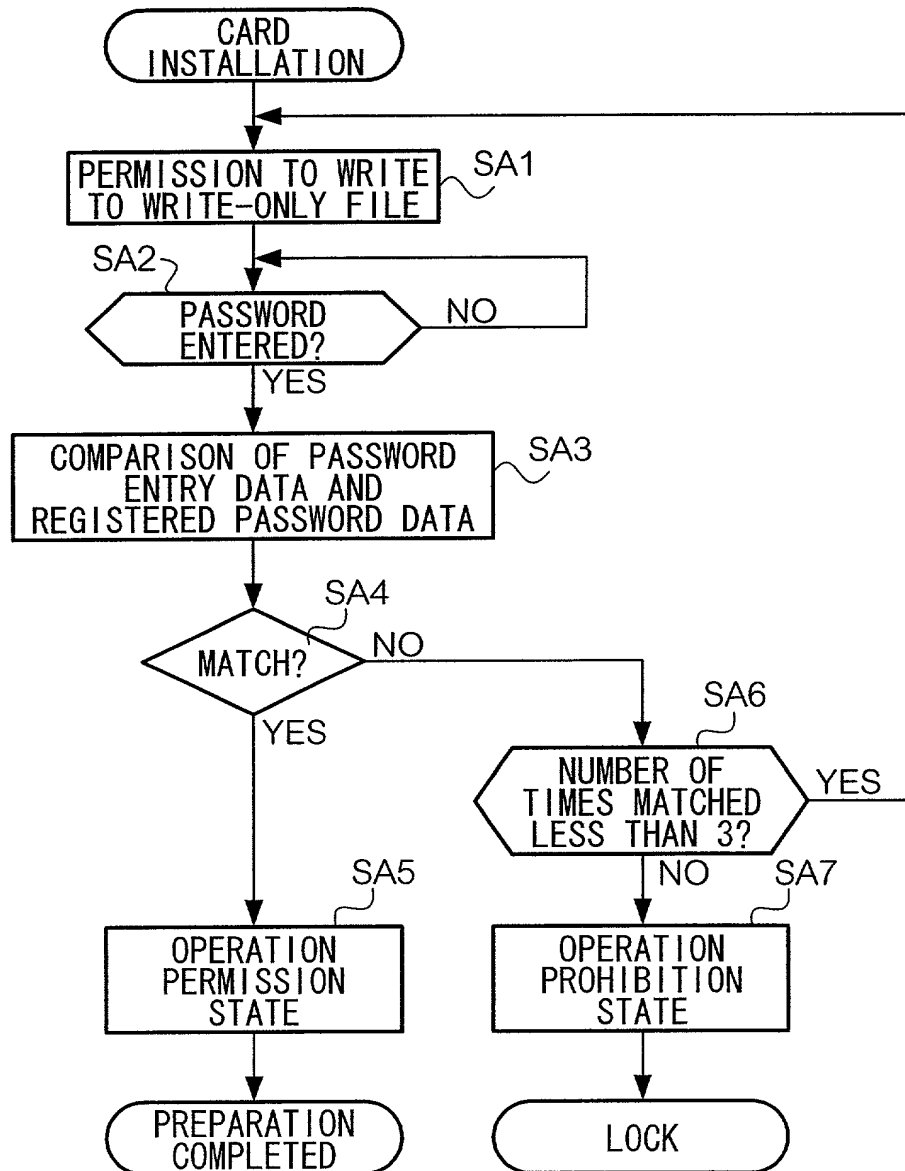 CARD
INSTALLATION
PERMISSION TO WRITE
TO WRITE-ONLY FILE
SA1
SA2
PASSWORD
ENTERED?
NO
YES
COMPARISON OF PASSWORD
ENTRY DATA AND
REGISTERED PASSWORD DATA
SA3
SA4
MATCH?
NO
YES
SA6
NUMBER OF
TIMES MATCHED
LESS THAN 3?
YES
NO
SA5
OPERATION
PERMISSION
STATE
SA7
OPERATION
PROHIBITION
STATE
PREPARATION
COMPLETED
LOCK